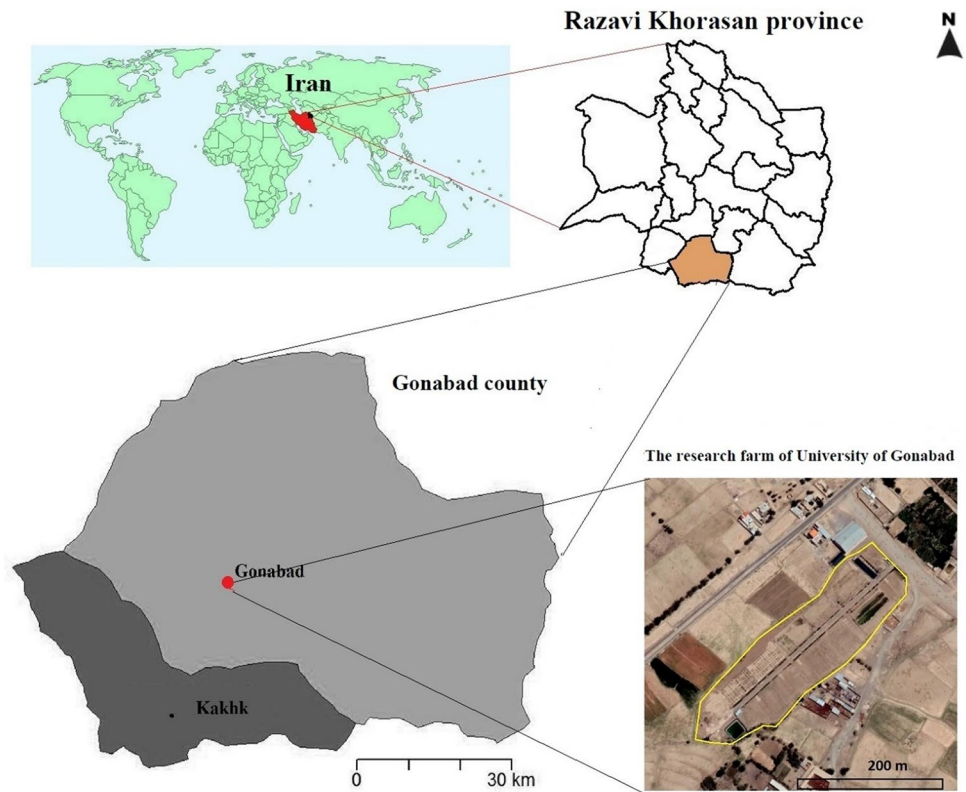 Razavi Khorasan province
N
Iran
Gonabad county
The research farm of University of Gonabad
Gonabad
Kakhk
200 m
0 30 km